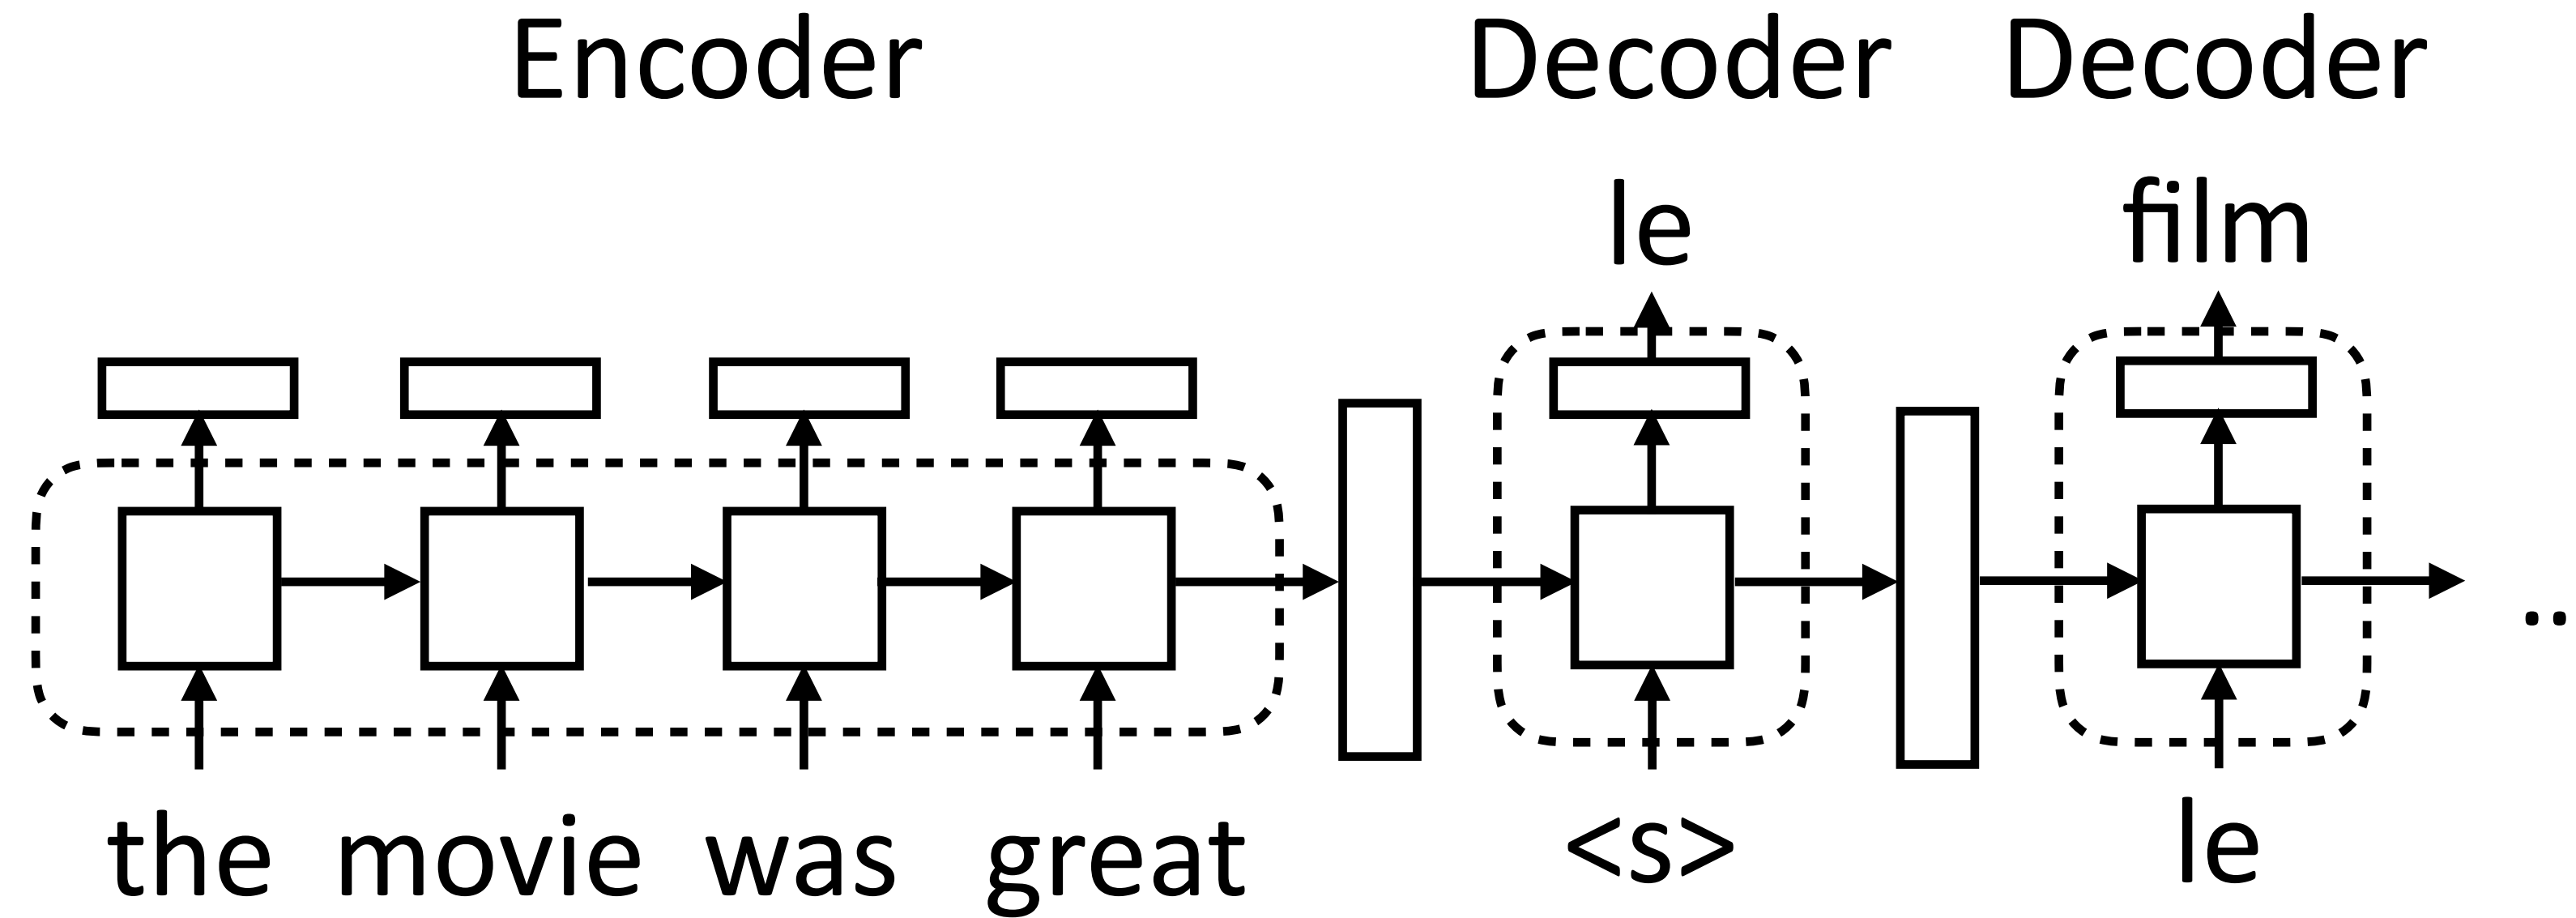 Encoder Decoder Decoder
le film
..
the movie was great <s> le